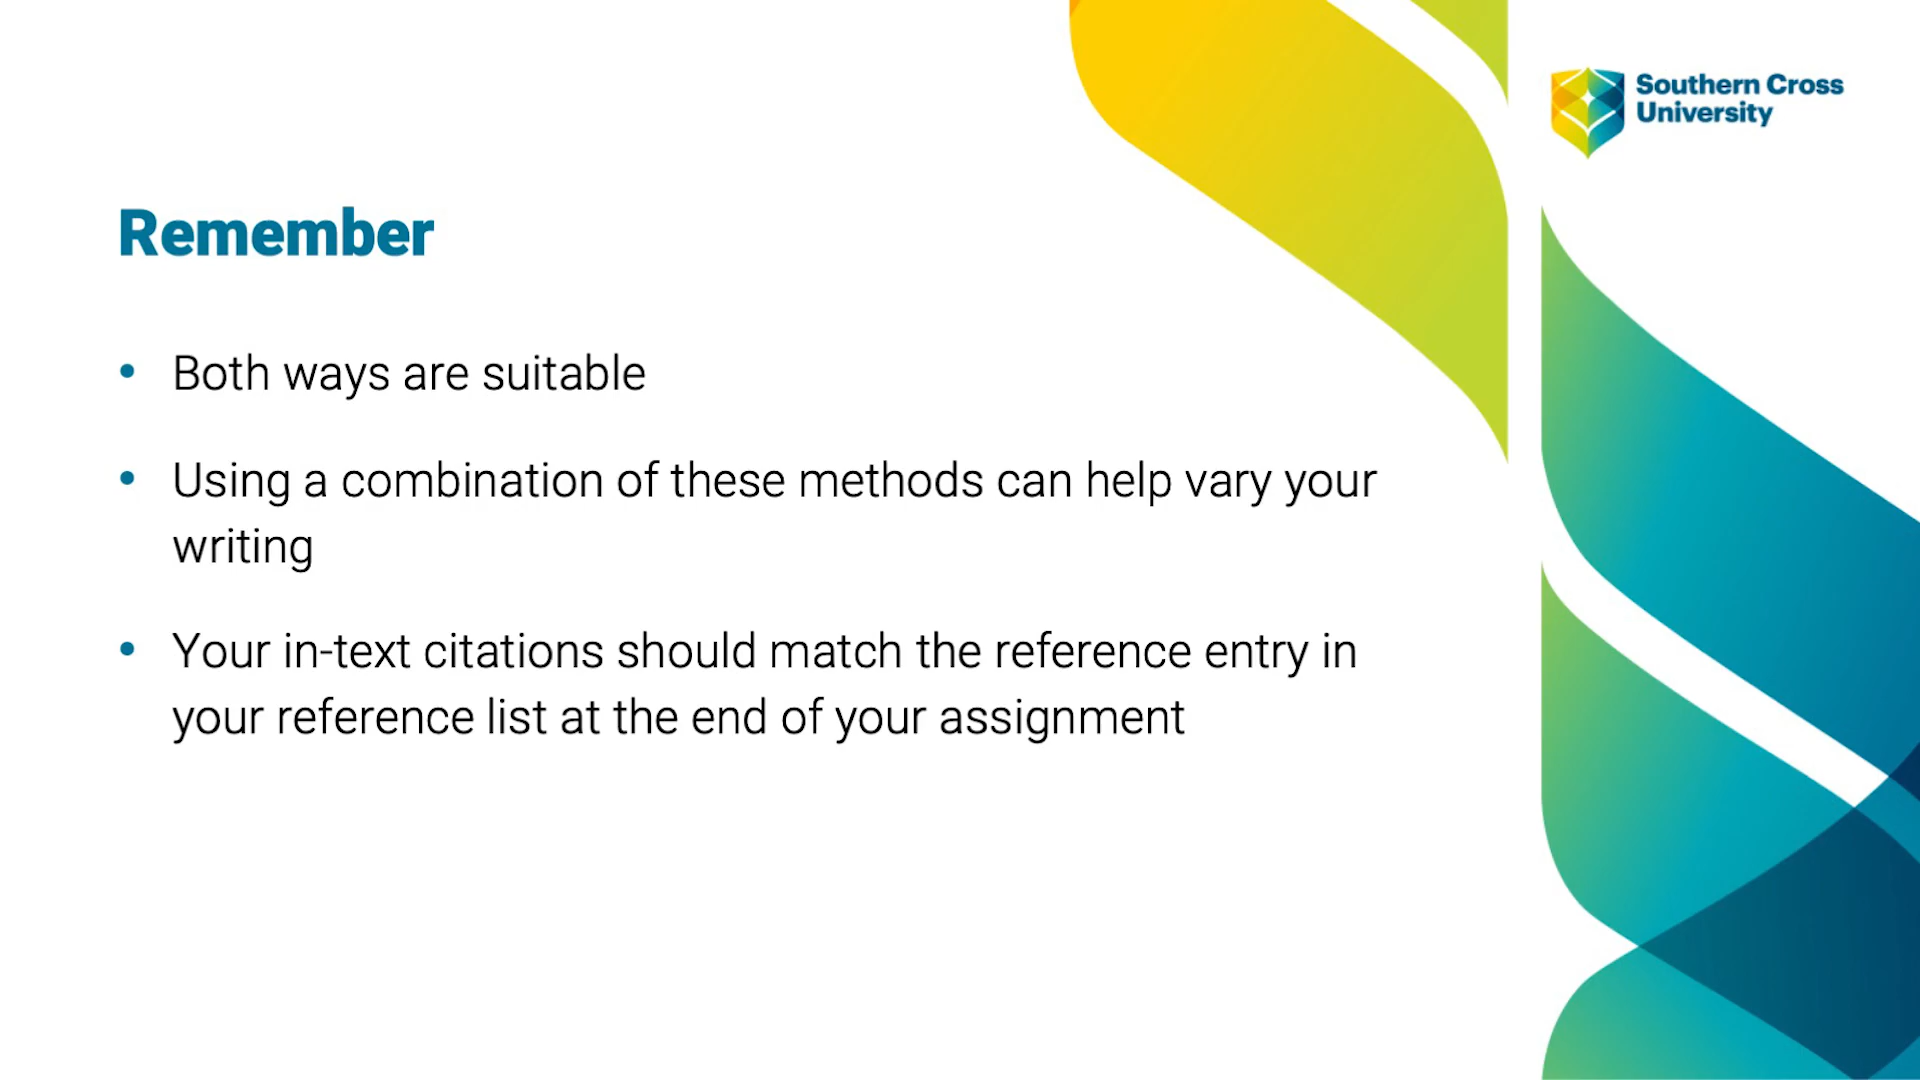 Southern Cross
University
Remember
• Both ways are suitable
• Using a combination of these methods can help vary your
writing
• Your in-text citations should match the reference entry in
your reference list at the end of your assignment